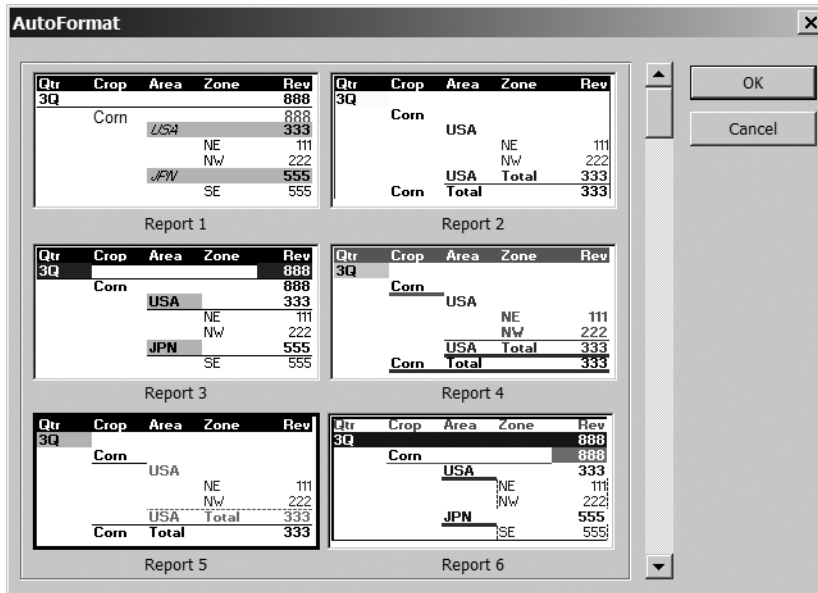 AutoFormat
Qtr Crop Area Zone Rev
3Q 888
Corn 888
USA 333
NE 111
NW 222
JPN 555
SE 555
Report 1
Qtr Crop Area Zone Rev
3Q
Corn
USA
NE 111
NW 222
USA Total 333
Corn Total 333
Report 2
Qtr Crop Area Zone Rev
3Q 888
Corn 888
USA 333
NE 111
NW 222
JPN 555
SE 555
Report 3
Qtr Crop Area Zone Rev
3Q
Corn
USA
NE 111
NW 222
USA Total 333
Corn Total 333
Report 4
Qtr Crop Area Zone Rev
3Q
Corn
USA
NE 111
NW 222
USA Total 333
Corn Total 333
Report 5
Qtr Crop Area Zone Rev
3Q 888
Corn 888
USA 333
NE 111
NW 222
JPN 555
SE 555
Report 6
OK
Cancel